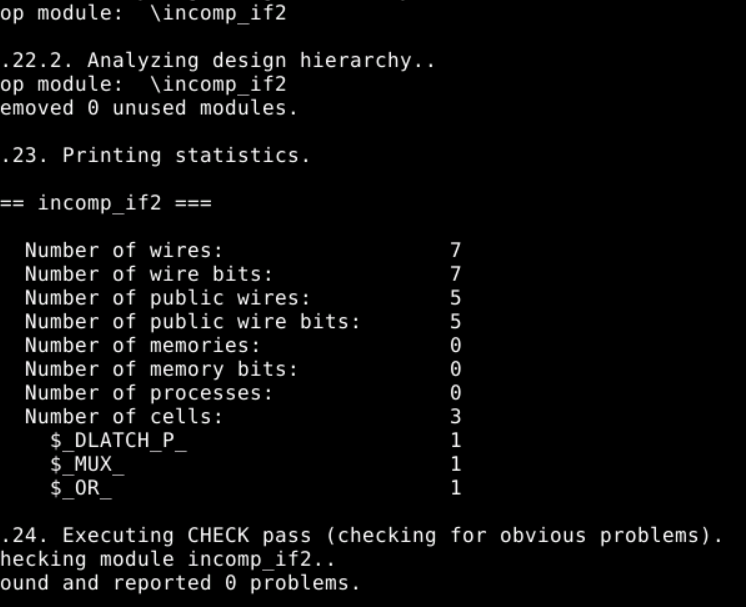 op module:  \incomp_if2
.22.2. Analyzing design hierarchy..
op module:  \incomp_if2
emoved 0 unused modules.
.23. Printing statistics.
== incomp_if2 ===
Number of wires: 7
Number of wire bits: 7
Number of public wires: 5
Number of public wire bits: 5
Number of memories: 0
Number of memory bits: 0
Number of processes: 0
Number of cells: 3
$_DLATCH_P_ 1
$_MUX_ 1
$_OR_ 1
.24. Executing CHECK pass (checking for obvious problems).
hecking module incomp_if2..
ound and reported 0 problems.